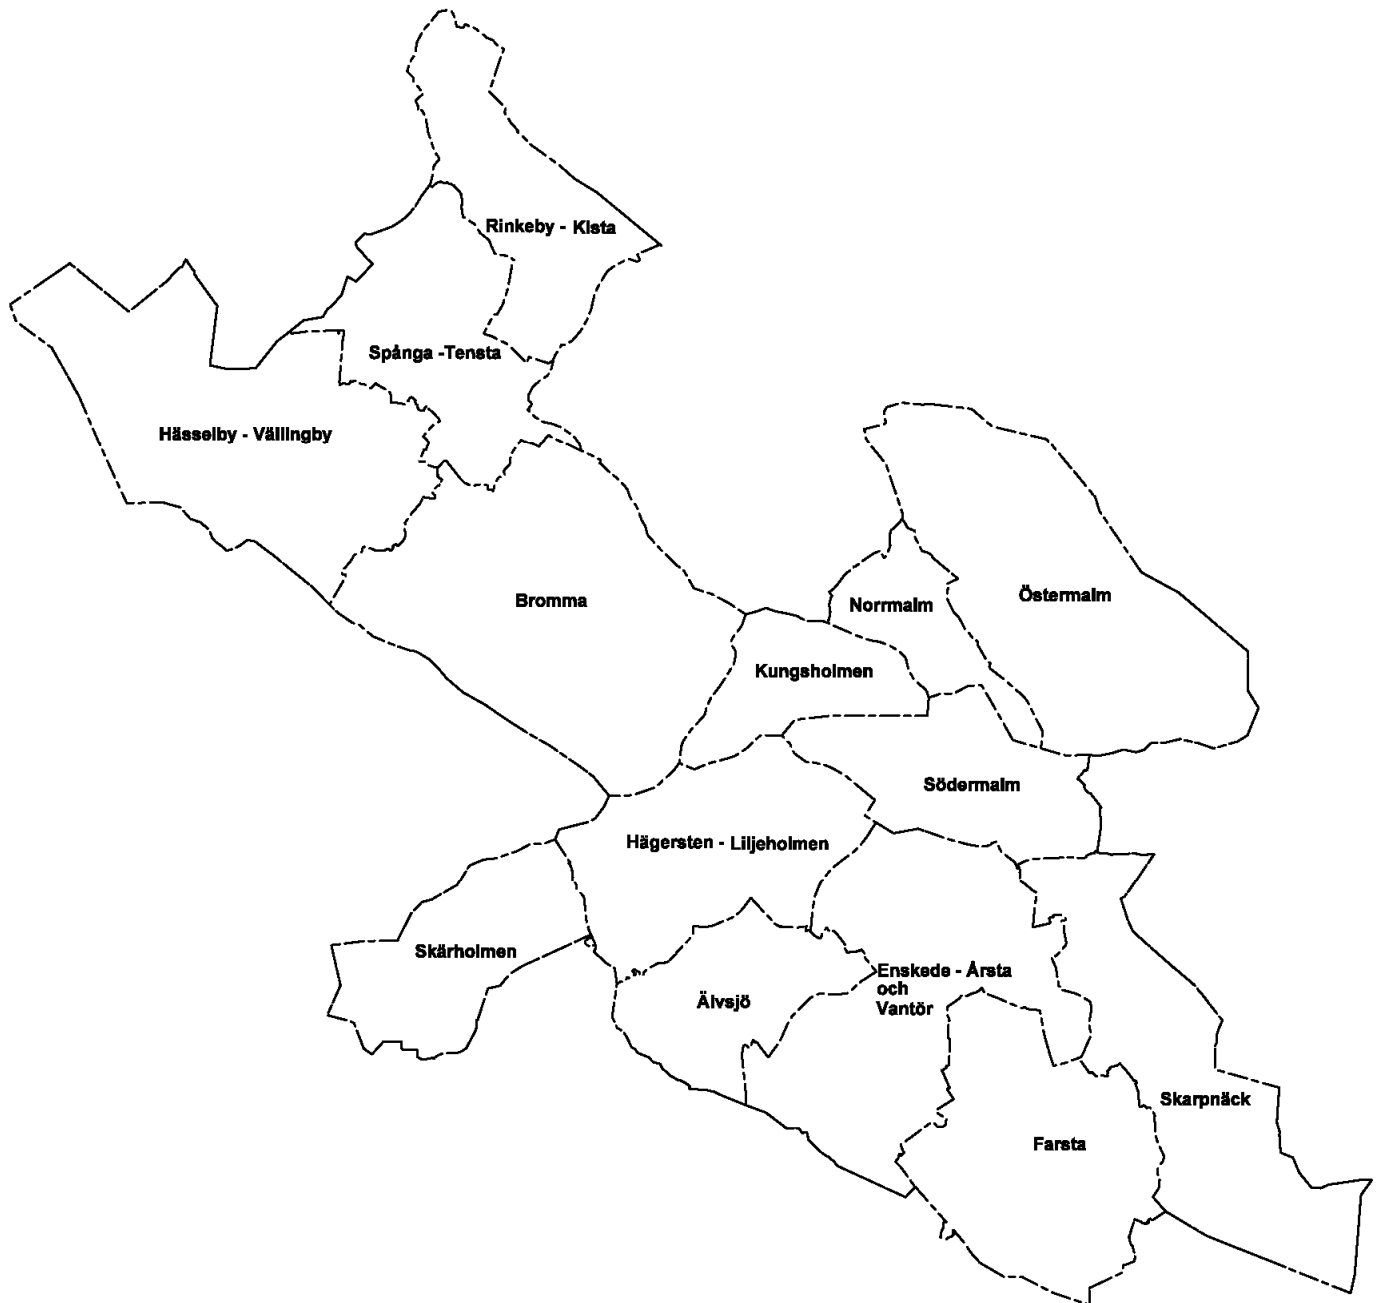 Rinkeby - Kista
Spånga -Tensta
Hässelby - Vällingby
Bromma
Norrmalm
Östermalm
Kungsholmen
Södermalm
Hägersten - Liljeholmen
Skärholmen
Älvsjö
Enskede - Årsta
och
Vantör
Skarpnäck
Farsta